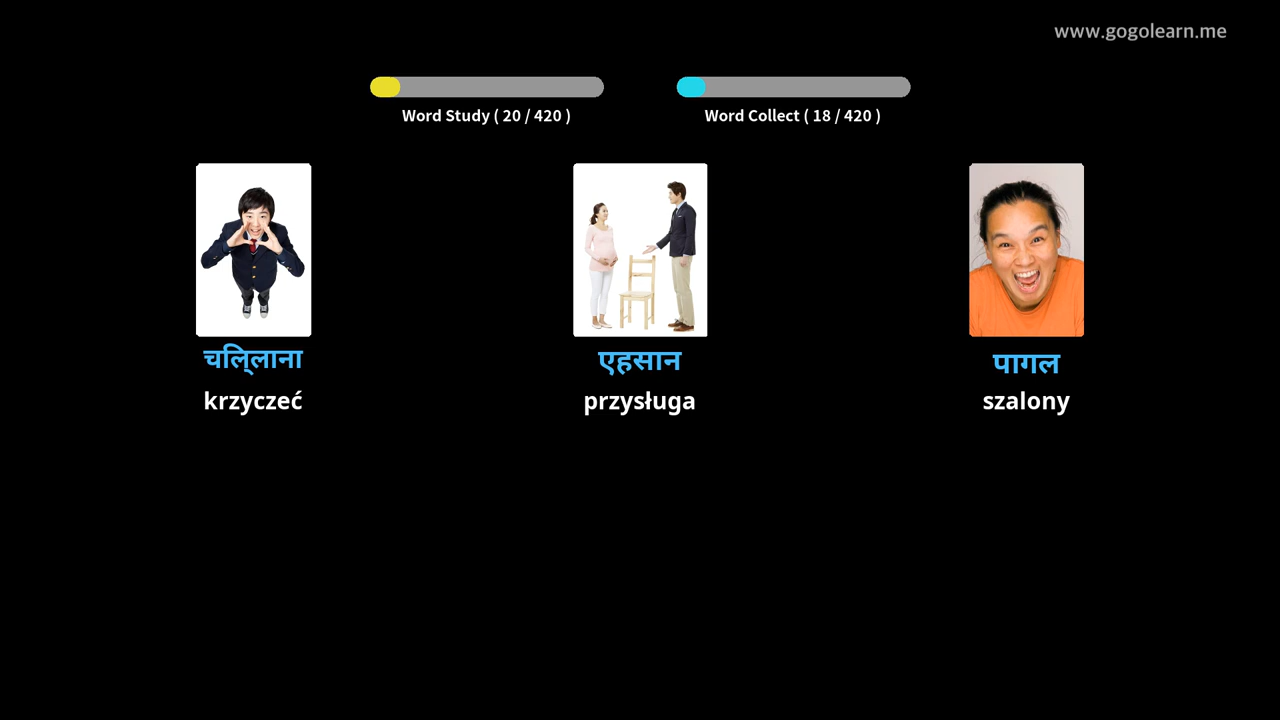 www.gogolearn.me
Word Study ( 20 / 420 )
Word Collect ( 18 / 420 )
चिल्लाना
एहसान
पागल
krzyczeć
przysługa
szalony